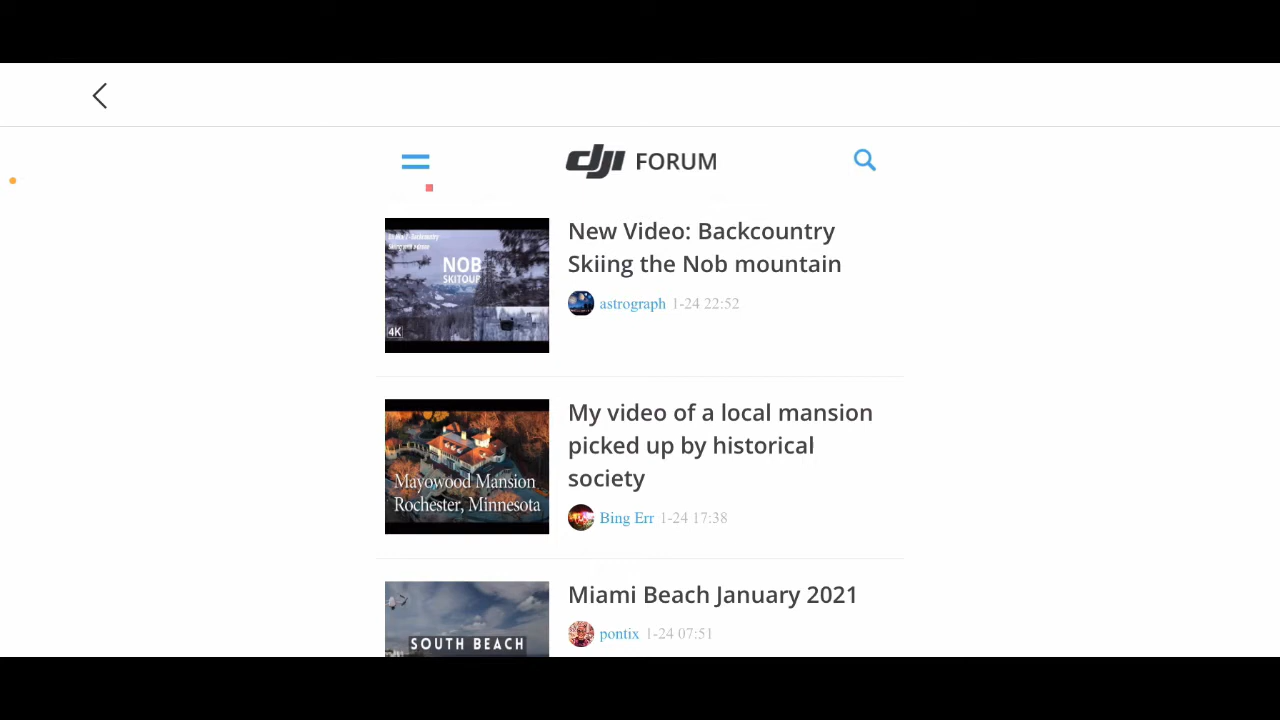 dji FORUM
New Video: Backcountry
Skiing the Nob mountain
astrograph 1-24 22:52
NOB
SKITOUR
4K
My video of a local mansion
picked up by historical
society
Bing Err 1-24 17:38
Mayowood Mansion
Rochester, Minnesota
Miami Beach January 2021
pontix 1-24 07:51
SOUTH BEACH